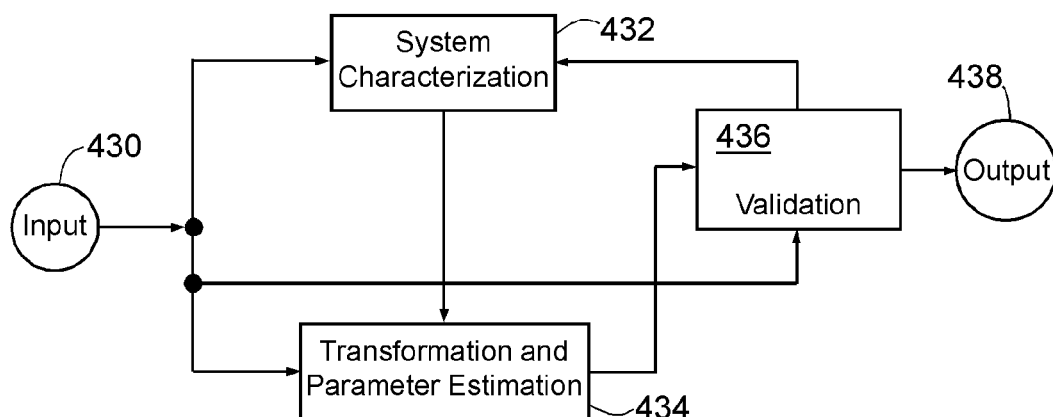 System
Characterization
432
438
430
436
Validation
Input
Output
Transformation and
Parameter Estimation
434